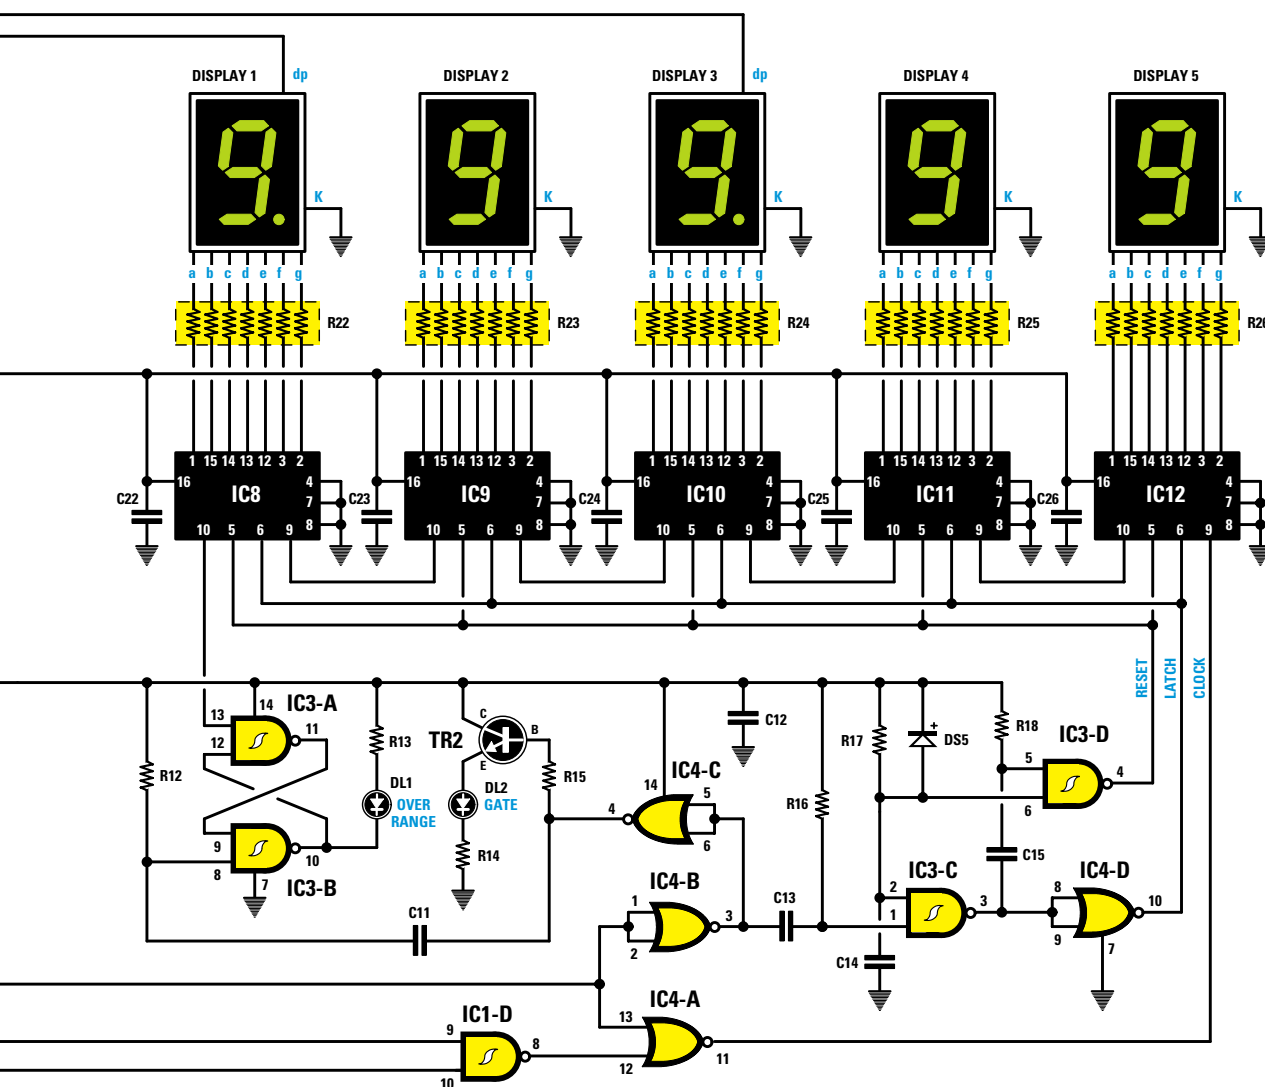 DISPLAY 1 dp DISPLAY 2 DISPLAY 3 dp DISPLAY 4 DISPLAY 5
K K K K K
a b c d e f g a b c d e f g a b c d e f g a b c d e f g a b c d e f g
R22 R23 R24 R25
1 15 14 13 12 3 2 1 15 14 13 12 3 2 1 15 14 13 12 3 2 1 15 14 13 12 3 2 1 15 14 13 12 3 2
16 4 16 4 16 4 16 4 16 4
C22 IC8 7 C23 IC9 7 C24 IC10 7 C25 IC11 7 C26 IC12 7
10 5 6 9 8 10 5 6 9 8 10 5 6 9 8 10 5 6 9 8 10 5 6 9 8
RESET
LATCH
CLOCK
14 IC3-A
13 11
12
R12
R13
DL1
OVER
RANGE
9
8 10
7 IC3-B
C
TR2 B
E
DL2
GATE
R15
R14
C11
IC4-C
14 5
4
6
C12
R16
R17
+
DS5
R18
IC3-D
5
4
6
C15
IC4-B
1
3
2
C13
IC3-C
2
3
1
C14
IC4-D
8
10
9
7
IC4-A
13
11
12
IC1-D
9
8
10